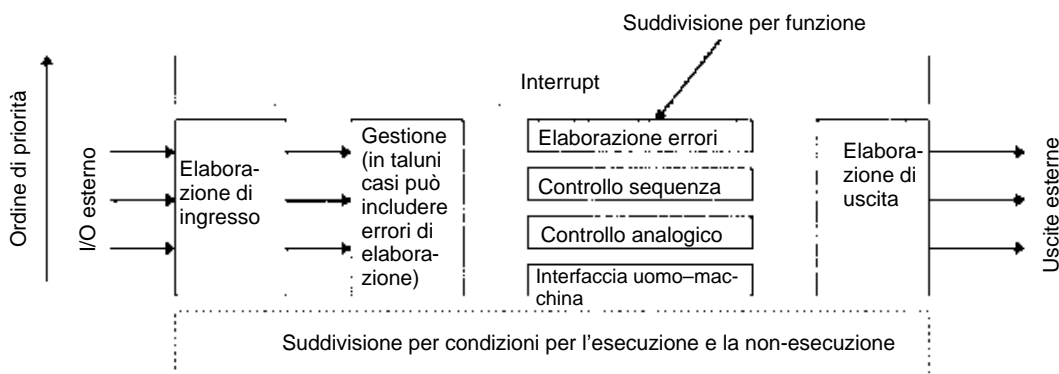 Suddivisione per funzione
Interrupt
Ordine di priorità
I/O esterno
Elabora-
zione di
ingresso
Gestione
(in taluni
casi può
includere
errori di
elabora-
zione)
Elaborazione errori
Controllo sequenza
Controllo analogico
Interfaccia uomo–mac-
china
Elabora-
zione di
uscita
Uscite esterne
Suddivisione per condizioni per l'esecuzione e la non-esecuzione